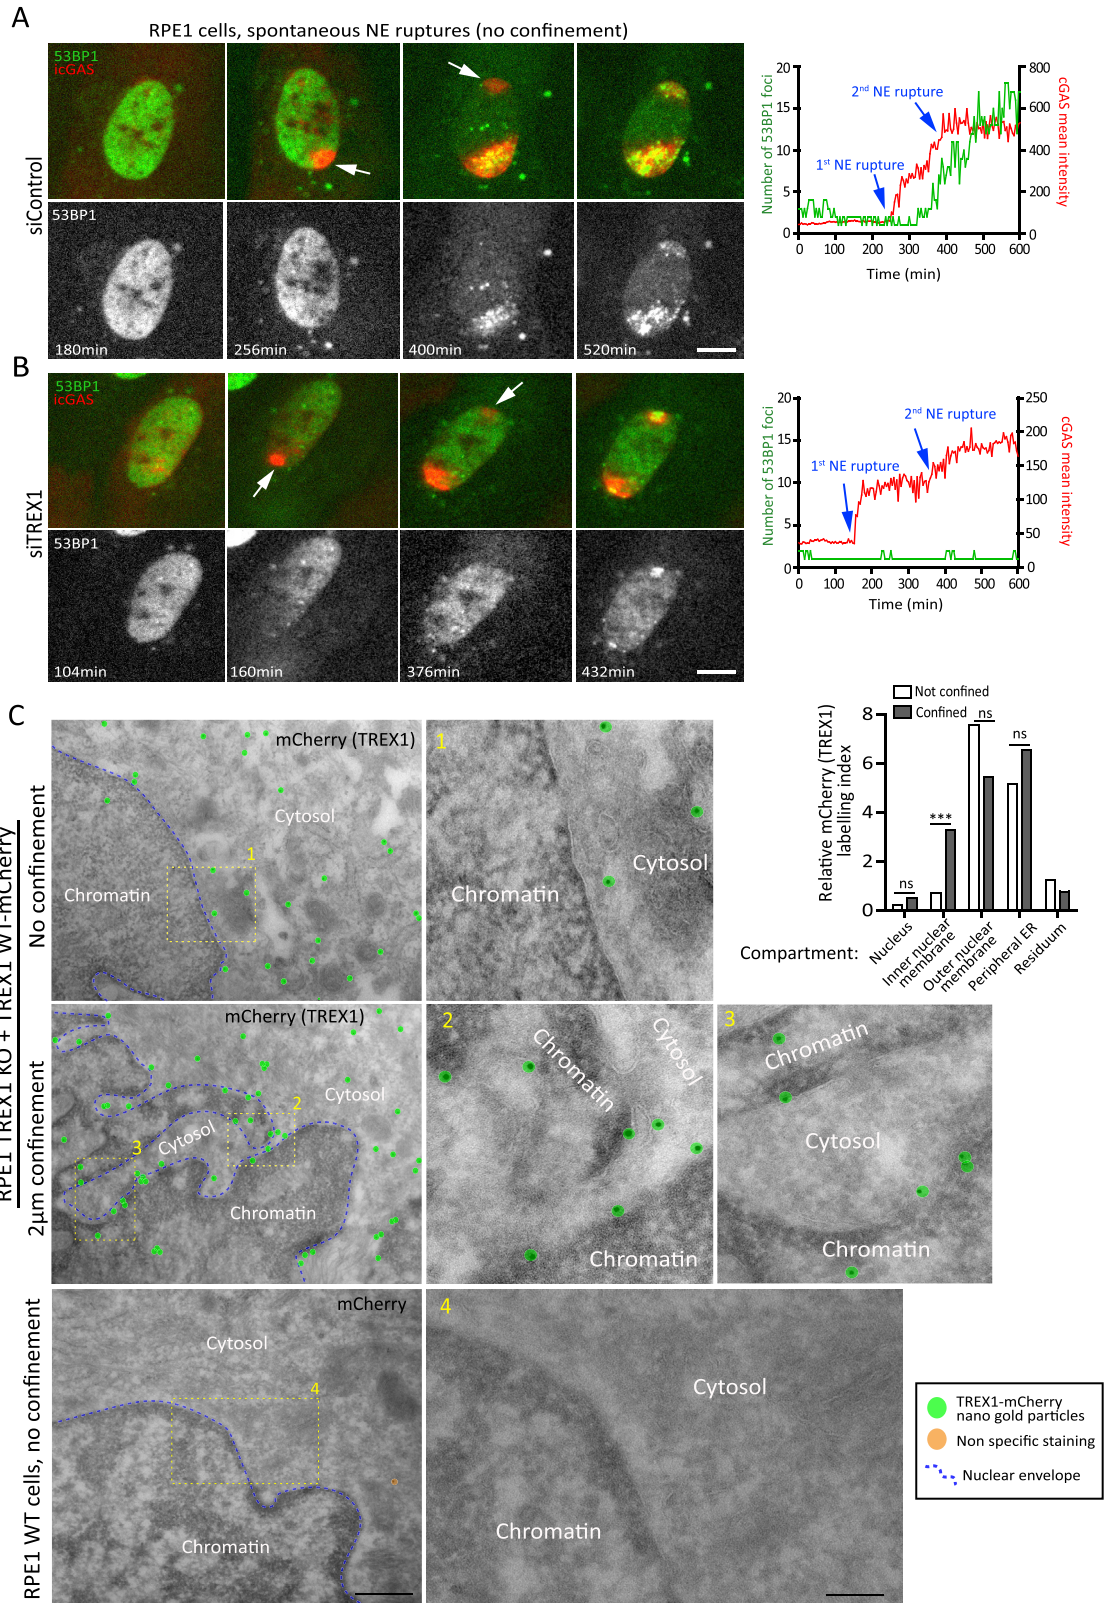 A
RPE1 cells, spontaneous NE ruptures (no confinement)
siControl
53BP1
icGAS
53BP1
180min
256min
400min
520min
Number of 53BP1 foci
20
15
10
5
0
2nd NE rupture
1st NE rupture
800
600
400
200
0
cGAS mean intensity
0 100 200 300 400 500 600
Time (min)
B
siTREX1
53BP1
icGAS
53BP1
104min
160min
376min
432min
Number of 53BP1 foci
20
15
10
5
0
2nd NE rupture
1st NE rupture
250
200
150
100
50
0
cGAS mean intensity
0 100 200 300 400 500 600
Time (min)
C
RPE1 TREX1 KO + TREX1 WT-mCherry
No confinement
mCherry (TREX1)
Cytosol
1
Chromatin
1
Cytosol
Chromatin
Not confined
Confined
Relative mCherry (TREX1)
labelling index
8
6
4
2
0
ns
***
ns
ns
Compartment:
Nucleus
Inner nuclear
membrane
Outer nuclear
membrane
Peripheral ER
Residuum
2µm confinement
mCherry (TREX1)
Cytosol
2
Cytosol
3
Chromatin
2
Chromatin
Cytosol
Chromatin
3
Chromatin
Cytosol
Chromatin
RPE1 WT cells, no confinement
mCherry
Cytosol
4
Chromatin
4
Cytosol
Chromatin
TREX1-mCherry
nano gold particles
Non specific staining
Nuclear envelope